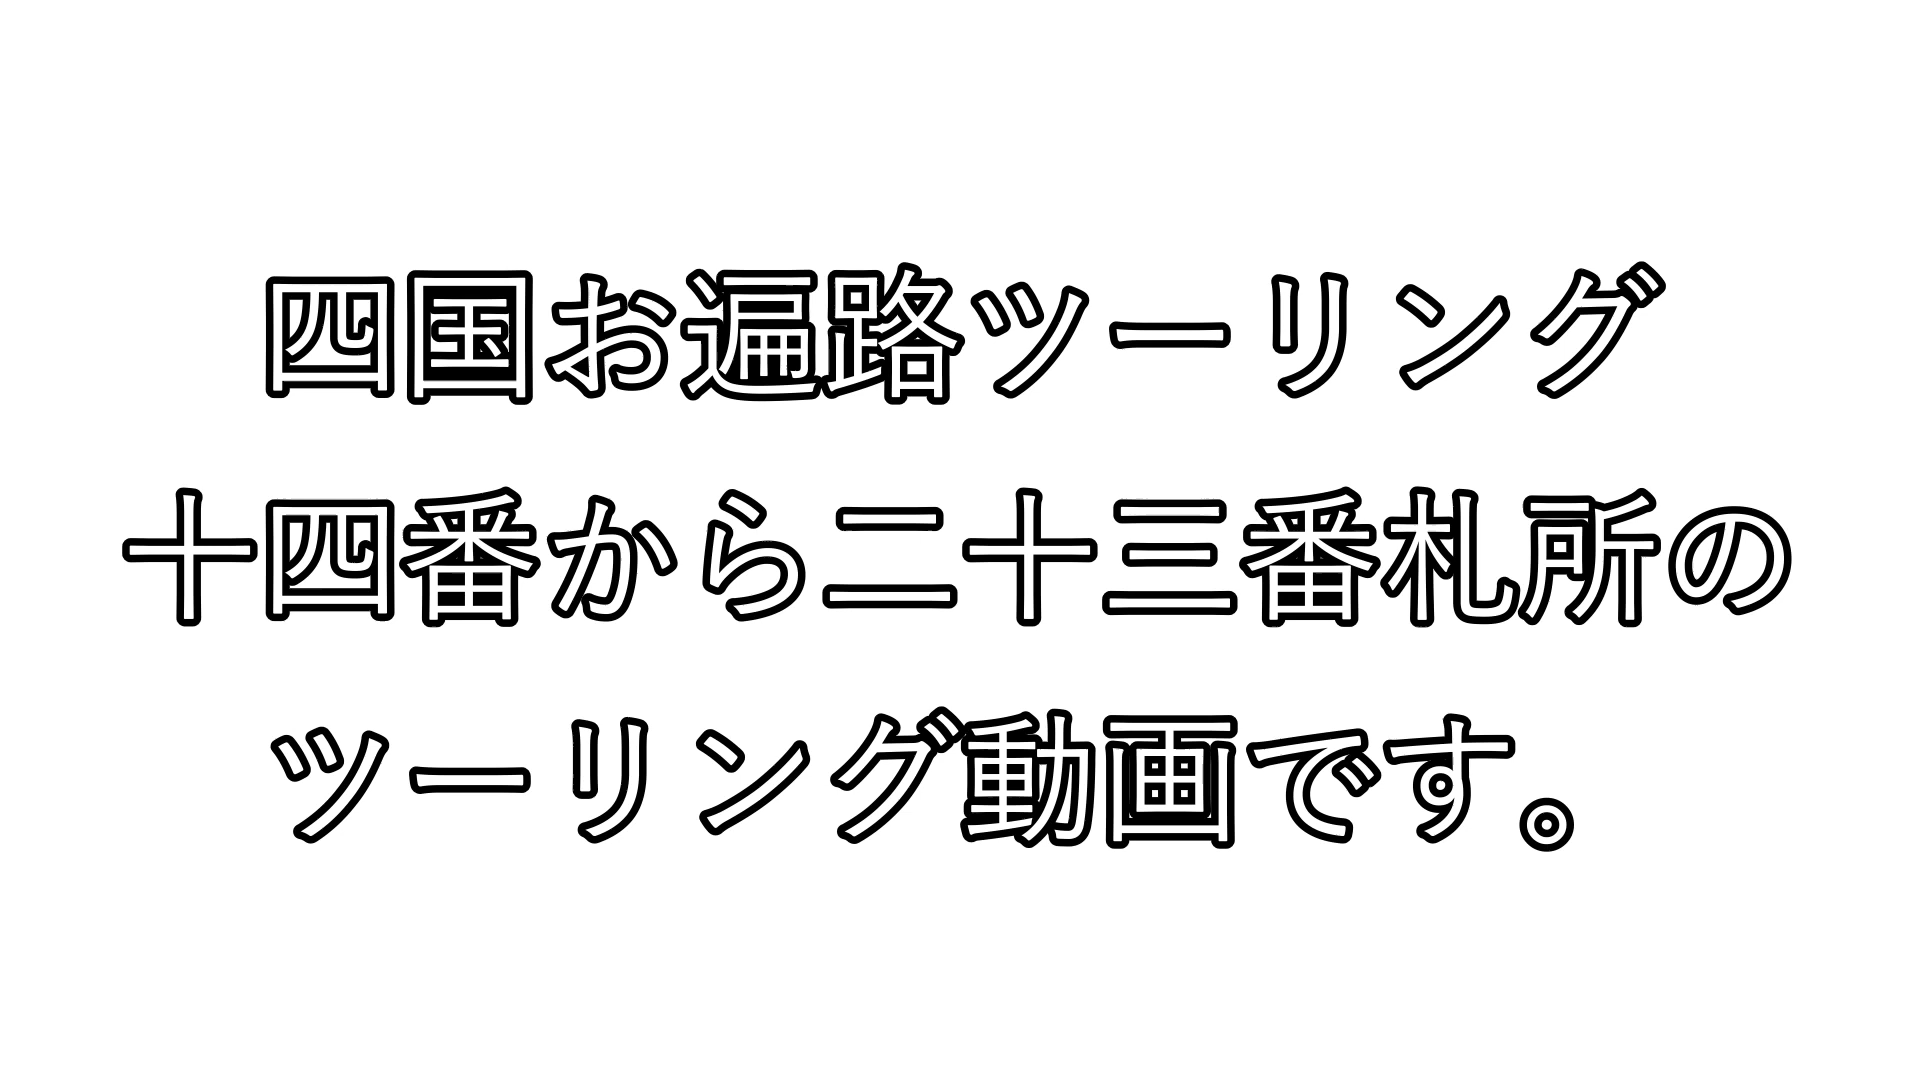 四国お遍路ツーリング
十四番から二十三番札所の
ツーリング動画です。